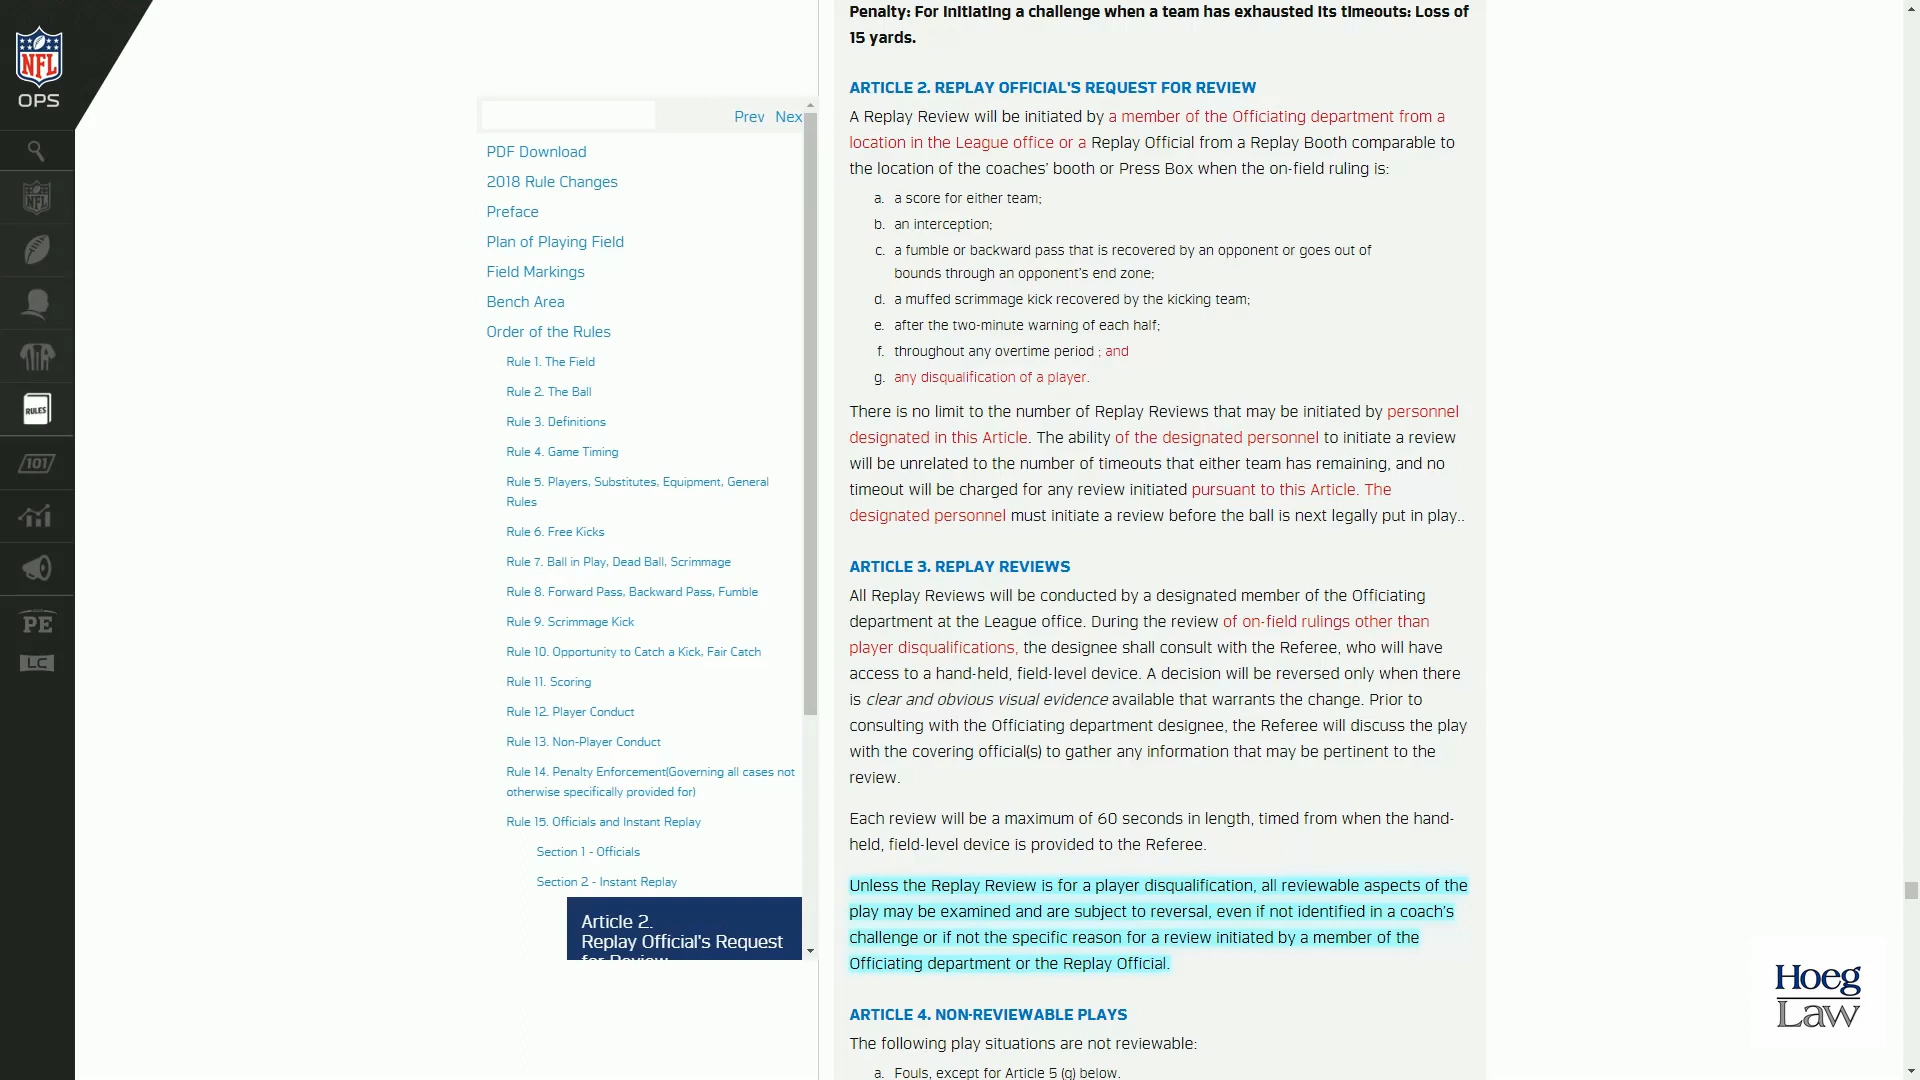 NFL
OPS
RULES
101
PE
LC
Prev Nex
PDF Download
2018 Rule Changes
Preface
Plan of Playing Field
Field Markings
Bench Area
Order of the Rules
Rule 1. The Field
Rule 2. The Ball
Rule 3. Definitions
Rule 4. Game Timing
Rule 5. Players, Substitutes, Equipment, General
Rules
Rule 6. Free Kicks
Rule 7. Ball in Play, Dead Ball, Scrimmage
Rule 8. Forward Pass, Backward Pass, Fumble
Rule 9. Scrimmage Kick
Rule 10. Opportunity to Catch a Kick, Fair Catch
Rule 11. Scoring
Rule 12. Player Conduct
Rule 13. Non-Player Conduct
Rule 14. Penalty Enforcement(Governing all cases not
otherwise specifically provided for)
Rule 15. Officials and Instant Replay
Section 1 - Officials
Section 2 - Instant Replay
Article 2.
Replay Official's Request
for Review
Penalty: For initiating a challenge when a team has exhausted its timeouts: Loss of
15 yards.
ARTICLE 2. REPLAY OFFICIAL'S REQUEST FOR REVIEW
A Replay Review will be initiated by a member of the Officiating department from a
location in the League office or a Replay Official from a Replay Booth comparable to
the location of the coaches' booth or Press Box when the on-field ruling is:
a. a score for either team;
b. an interception;
c. a fumble or backward pass that is recovered by an opponent or goes out of
bounds through an opponent's end zone;
d. a muffed scrimmage kick recovered by the kicking team;
e. after the two-minute warning of each half;
f. throughout any overtime period ; and
g. any disqualification of a player.
There is no limit to the number of Replay Reviews that may be initiated by personnel
designated in this Article. The ability of the designated personnel to initiate a review
will be unrelated to the number of timeouts that either team has remaining, and no
timeout will be charged for any review initiated pursuant to this Article. The
designated personnel must initiate a review before the ball is next legally put in play..
ARTICLE 3. REPLAY REVIEWS
All Replay Reviews will be conducted by a designated member of the Officiating
department at the League office. During the review of on-field rulings other than
player disqualifications, the designee shall consult with the Referee, who will have
access to a hand-held, field-level device. A decision will be reversed only when there
is clear and obvious visual evidence available that warrants the change. Prior to
consulting with the Officiating department designee, the Referee will discuss the play
with the covering official(s) to gather any information that may be pertinent to the
review.
Each review will be a maximum of 60 seconds in length, timed from when the hand-
held, field-level device is provided to the Referee.
Unless the Replay Review is for a player disqualification, all reviewable aspects of the
play may be examined and are subject to reversal, even if not identified in a coach's
challenge or if not the specific reason for a review initiated by a member of the
Officiating department or the Replay Official.
ARTICLE 4. NON-REVIEWABLE PLAYS
The following play situations are not reviewable:
a. Fouls, except for Article 5 (g) below.
Hoeg
Law